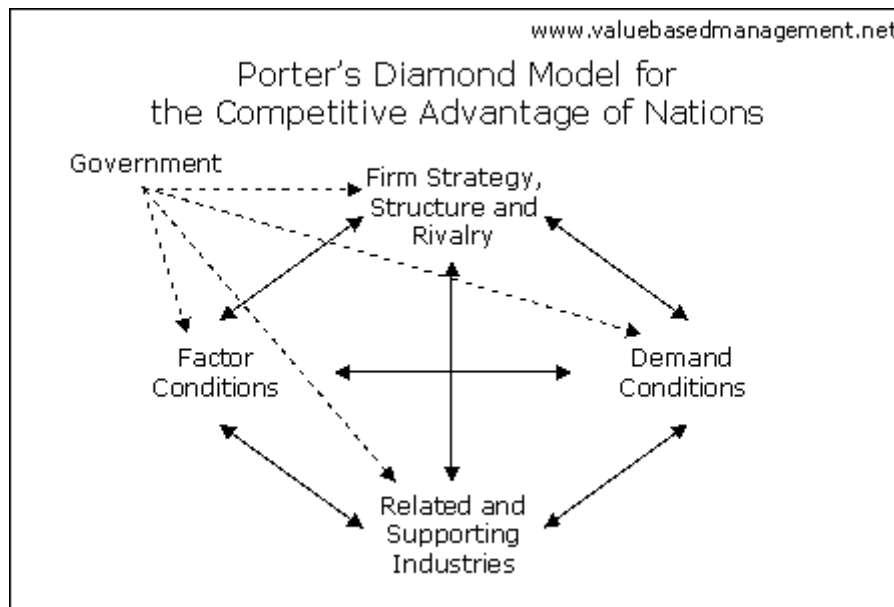 www.valuebasedmanagement.net
Porter's Diamond Model for
the Competitive Advantage of Nations
Government
Firm Strategy,
Structure and
Rivalry
Factor
Conditions
Demand
Conditions
Related and
Supporting
Industries